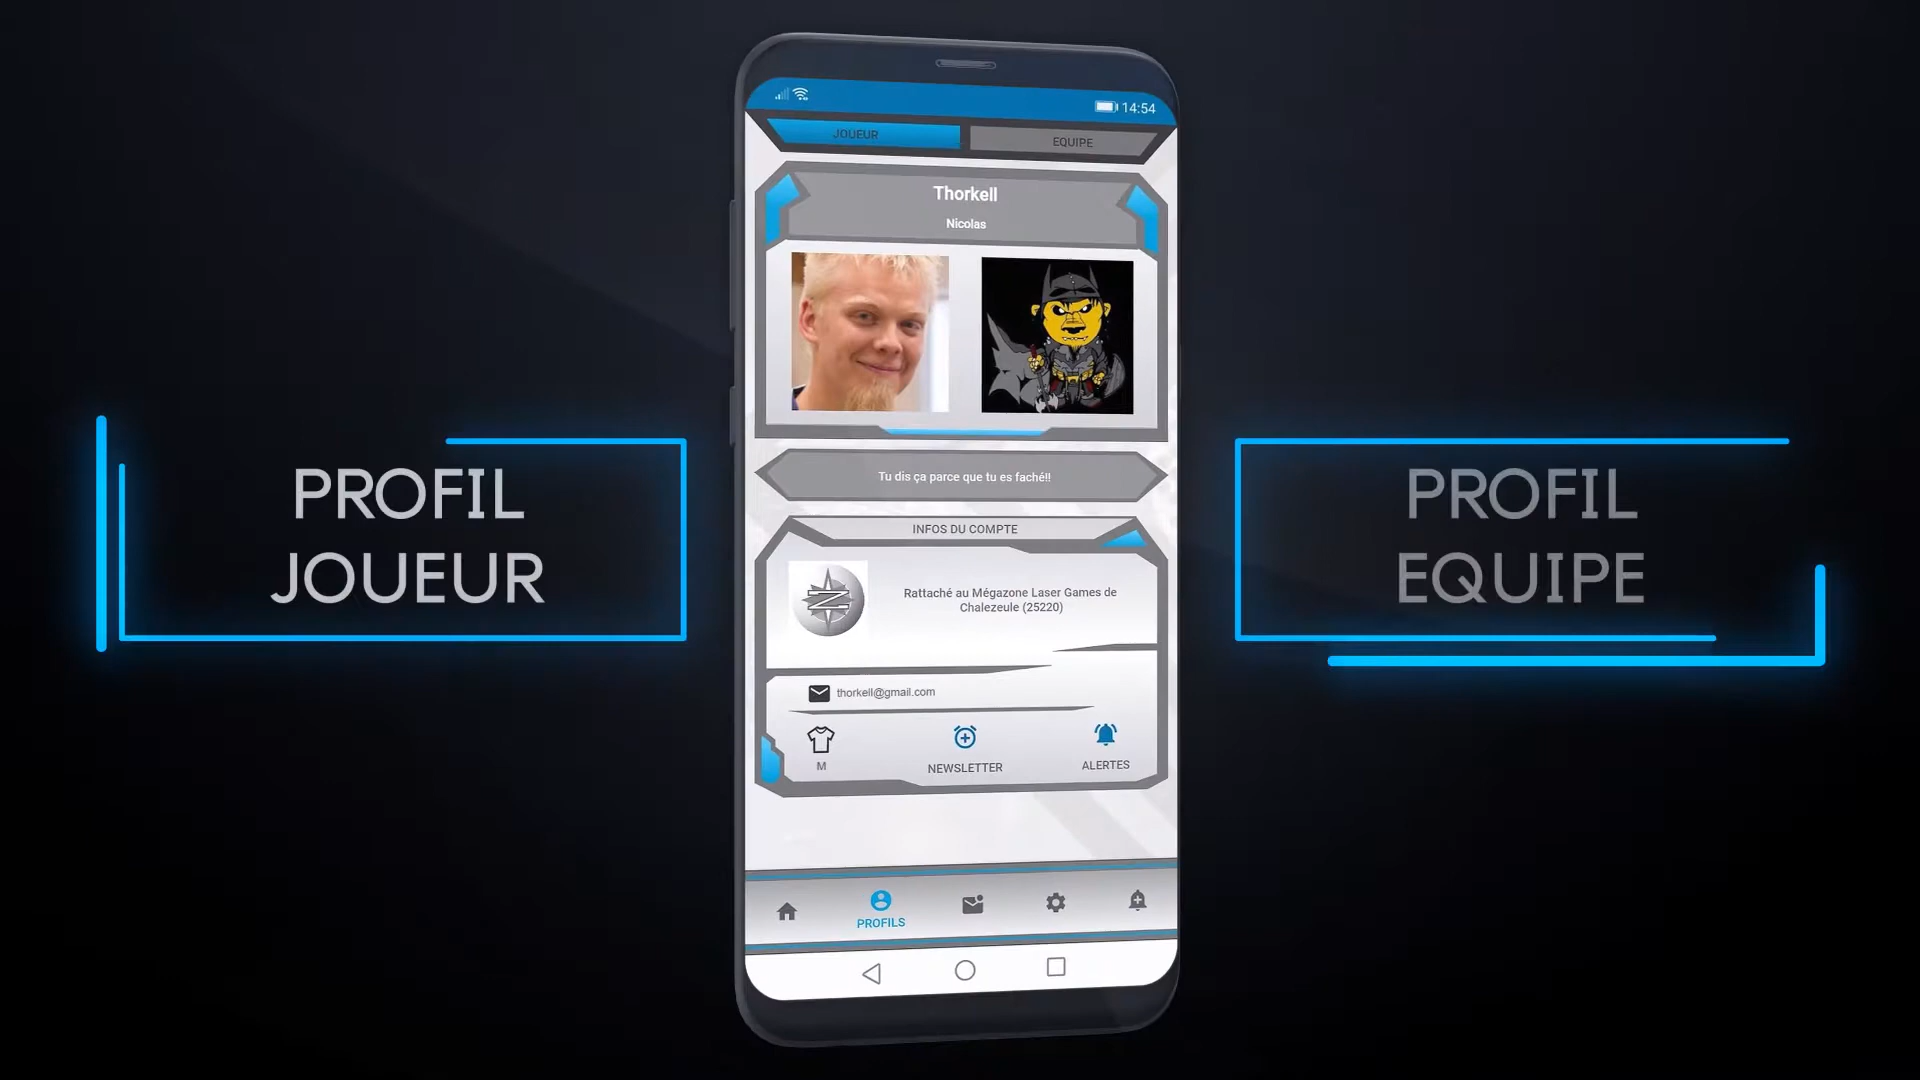 14:54
JOUEUR
EQUIPE
Thorkell
Nicolas
PROFIL
JOUEUR
PROFIL
EQUIPE
Tu dis ça parce que tu es faché!!
INFOS DU COMPTE
Rattaché au Mégazone Laser Games de
Chalezeule (25220)
thorkell@gmail.com
M
NEWSLETTER
ALERTES
PROFILS